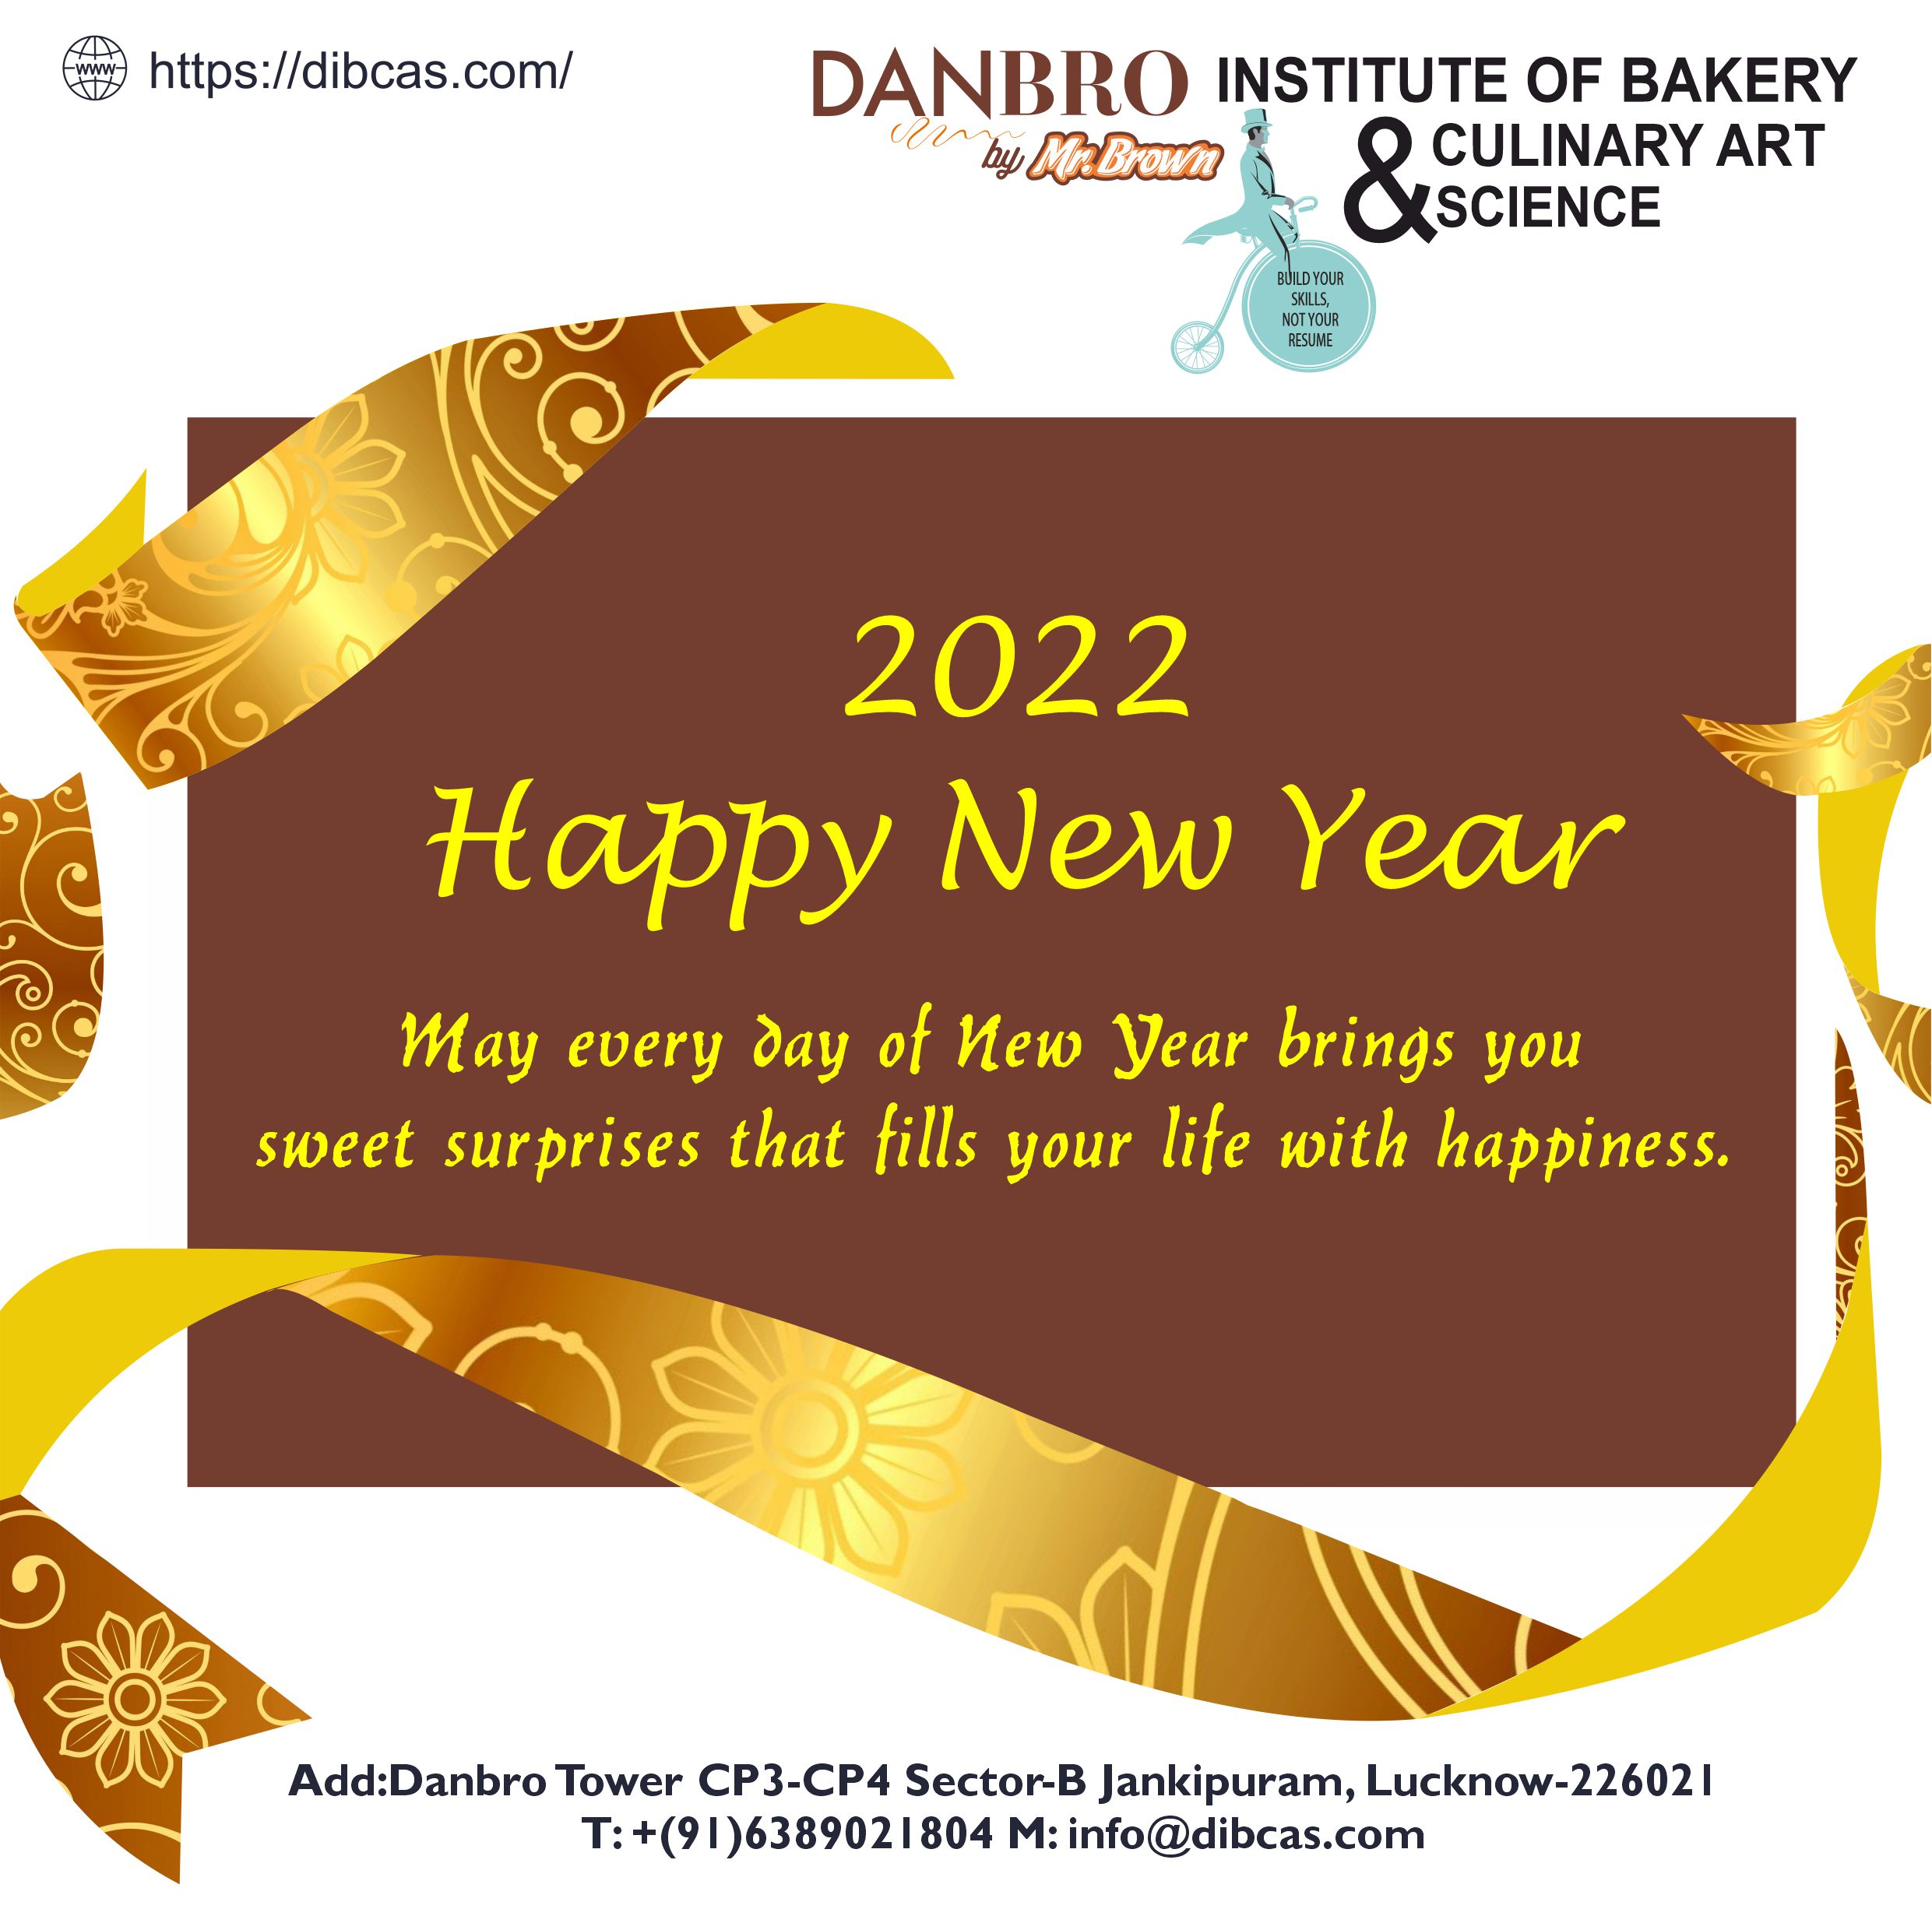 www
https://dibcas.com/
DANBRO
by Mr. Brown
INSTITUTE OF BAKERY
& CULINARY ART
SCIENCE
BUILD YOUR
SKILLS,
NOT YOUR
RESUME
2022
Happy New Year
May every day of New Year brings you
sweet surprises that fills your life with happiness.
Add:Danbro Tower CP3-CP4 Sector-B Jankipuram, Lucknow-226021
T: +(91)6389021804 M: info@dibcas.com